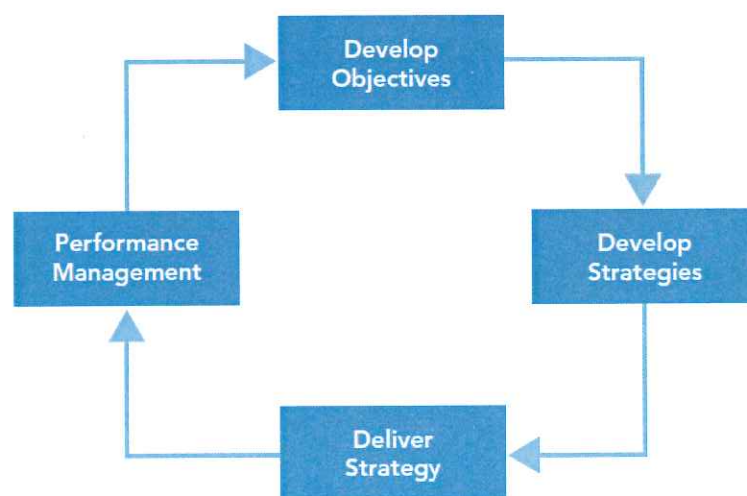 Develop
Objectives
Develop
Strategies
Deliver
Strategy
Performance
Management